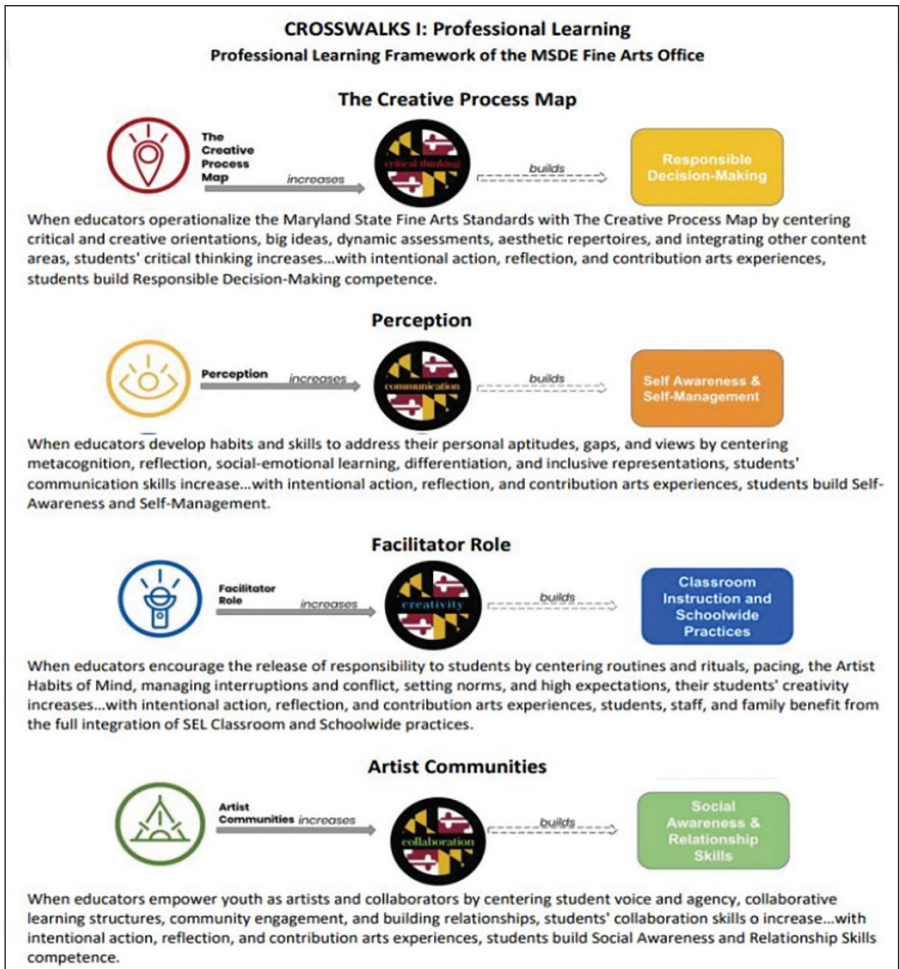 CROSSWALKS I: Professional Learning
Professional Learning Framework of the MSDE Fine Arts Office
The Creative Process Map
The
Creative
Process
Map
increases
critical thinking
builds
Responsible
Decision-Making
When educators operationalize the Maryland State Fine Arts Standards with The Creative Process Map by centering
critical and creative orientations, big ideas, dynamic assessments, aesthetic repertoires, and integrating other content
areas, students' critical thinking increases...with intentional action, reflection, and contribution arts experiences,
students build Responsible Decision-Making competence.
Perception
Perception
increases
communication
builds
Self Awareness &
Self-Management
When educators develop habits and skills to address their personal aptitudes, gaps, and views by centering
metacognition, reflection, social-emotional learning, differentiation, and inclusive representations, students'
communication skills increase...with intentional action, reflection, and contribution arts experiences, students build Self-
Awareness and Self-Management.
Facilitator Role
Facilitator
Role
increases
creativity
builds
Classroom
Instruction and
Schoolwide
Practices
When educators encourage the release of responsibility to students by centering routines and rituals, pacing, the Artist
Habits of Mind, managing interruptions and conflict, setting norms, and high expectations, their students' creativity
increases...with intentional action, reflection, and contribution arts experiences, students, staff, and family benefit from
the full integration of SEL Classroom and Schoolwide practices.
Artist Communities
Artist
Communities
increases
collaboration
builds
Social
Awareness &
Relationship
Skills
When educators empower youth as artists and collaborators by centering student voice and agency, collaborative
learning structures, community engagement, and building relationships, students' collaboration skills o increase...with
intentional action, reflection, and contribution arts experiences, students build Social Awareness and Relationship Skills
competence.